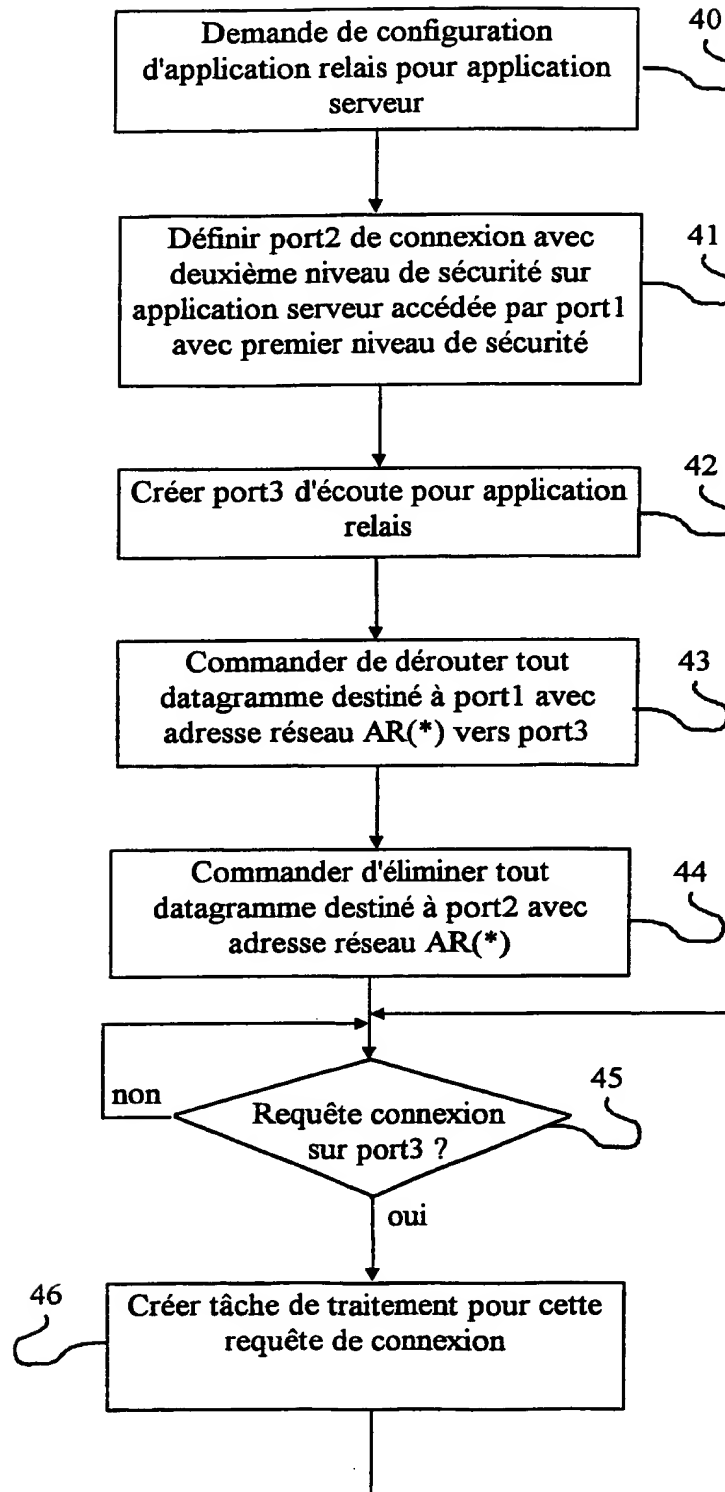 Demande de configuration
d'application relais pour application
serveur
40
Définir port2 de connexion avec
deuxième niveau de sécurité sur
application serveur accédée par port1
avec premier niveau de sécurité
41
Créer port3 d'écoute pour application
relais
42
Commander de dérouter tout
datagramme destiné à port1 avec
adresse réseau AR(*) vers port3
43
Commander d'éliminer tout
datagramme destiné à port2 avec
adresse réseau AR(*)
44
non
Requête connexion
sur port3 ?
45
oui
46
Créer tâche de traitement pour cette
requête de connexion